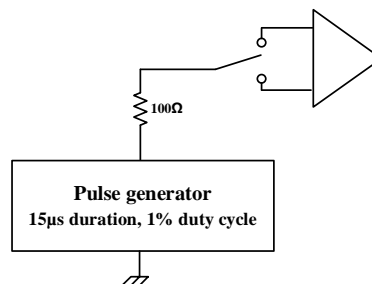 100Ω
Pulse generator
15μs duration, 1% duty cycle